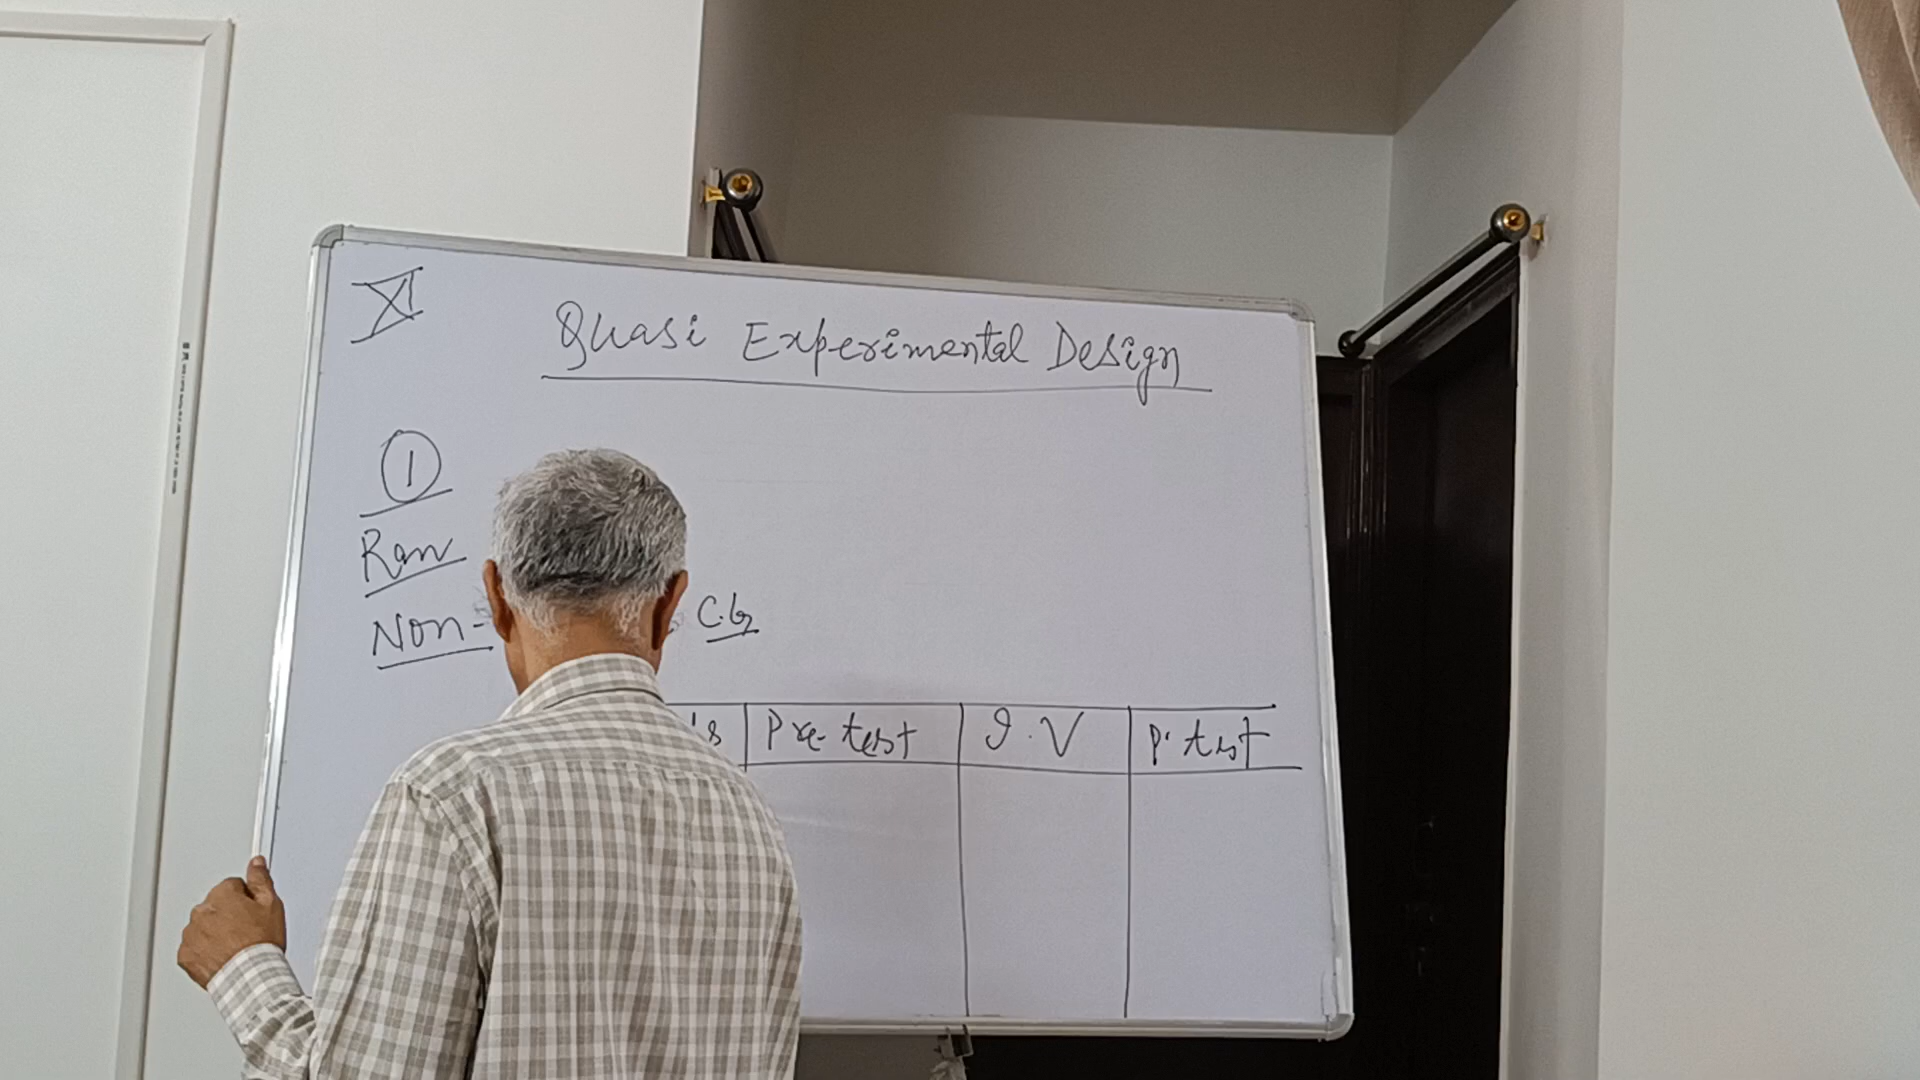 XI
Quasi Experimental Design
1
Ran
Non- C.G
Pre-test I.V P. test